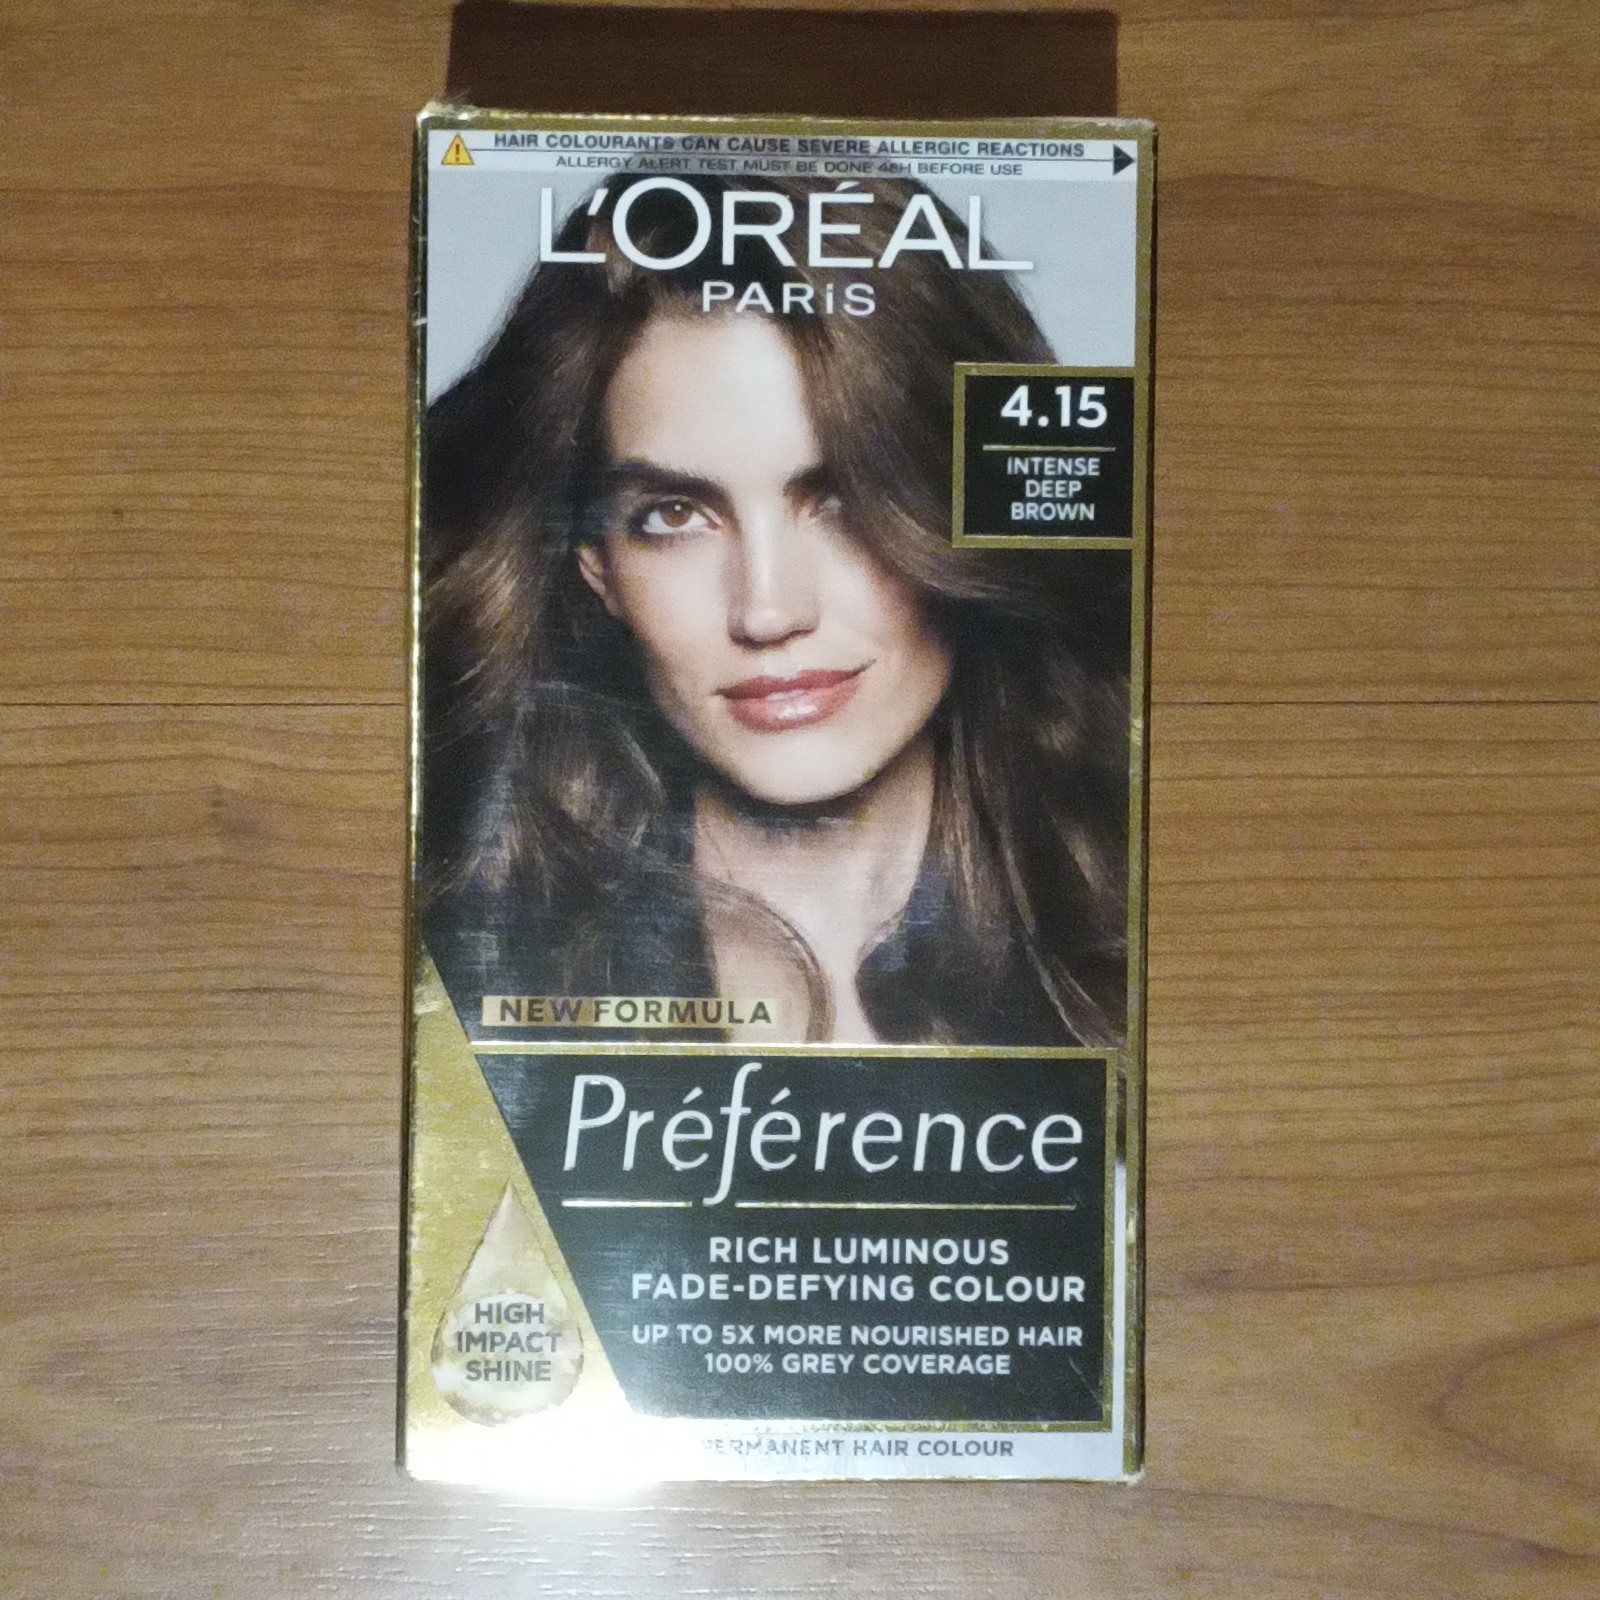 HAIR COLOURANTS CAN CAUSE SEVERE ALLERGIC REACTIONS
ALLERGY ALERT TEST MUST BE DONE 48H BEFORE USE
L'ORÉAL
PARIS
4.15
INTENSE
DEEP
BROWN
NEW FORMULA
Préférence
RICH LUMINOUS
FADE-DEFYING COLOUR
UP TO 5X MORE NOURISHED HAIR
100% GREY COVERAGE
HIGH
IMPACT
SHINE
PERMANENT HAIR COLOUR